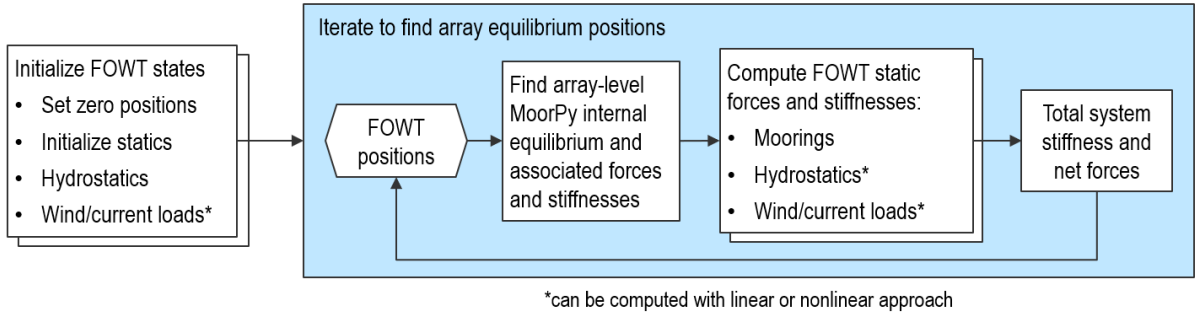 Iterate to find array equilibrium positions
Initialize FOWT states
• Set zero positions
• Initialize statics
• Hydrostatics
• Wind/current loads*
FOWT
positions
Find array-level
MoorPy internal
equilibrium and
associated forces
and stiffnesses
Compute FOWT static
forces and stiffnesses:
• Moorings
• Hydrostatics*
• Wind/current loads*
Total system
stiffness and
net forces
*can be computed with linear or nonlinear approach